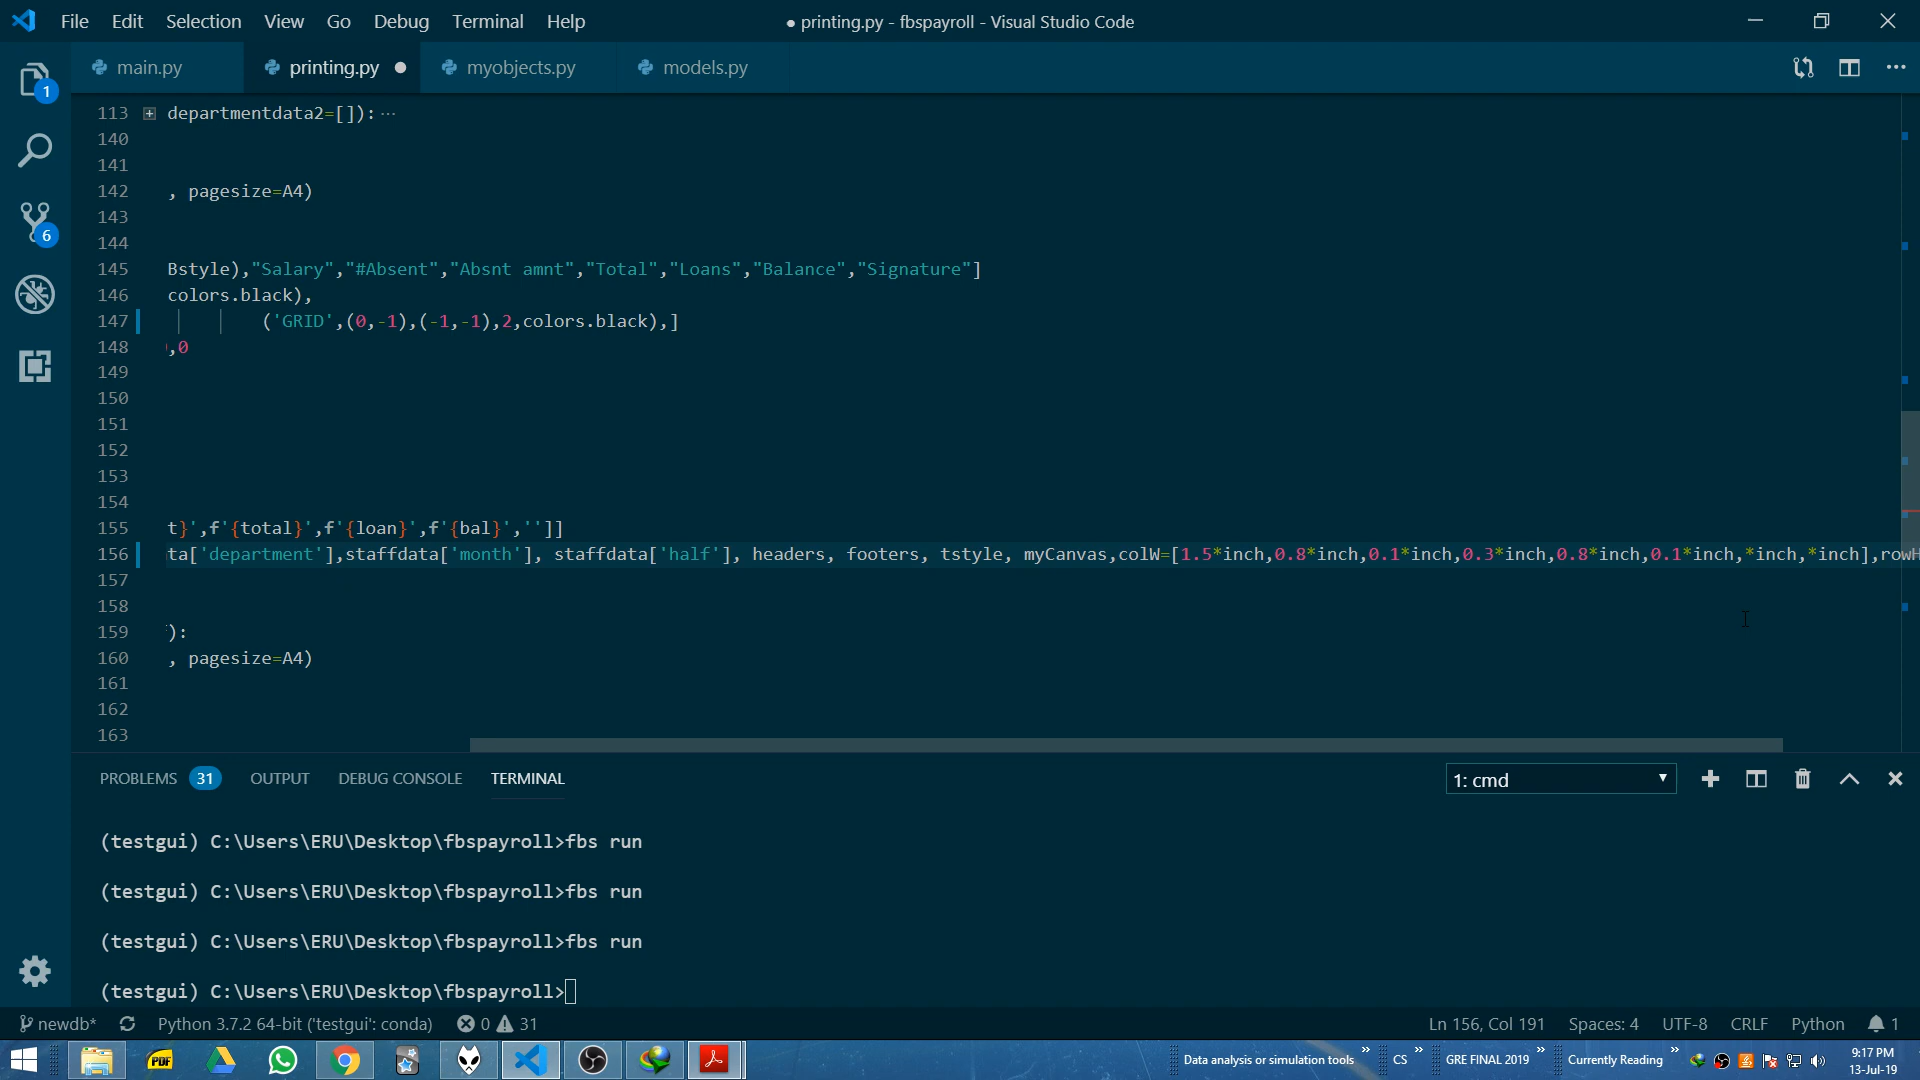 File Edit Selection View Go Debug Terminal Help
● printing.py - fbspayroll - Visual Studio Code
main.py printing.py ● myobjects.py models.py
1
6
113 departmentdata2=[]):···
140
141
142 , pagesize=A4)
143
144
145 Bstyle),"Salary","#Absent","Absnt amnt","Total","Loans","Balance","Signature"]
146 colors.black),
147 ('GRID',(0,-1),(-1,-1),2,colors.black),]
148 ,0
149
150
151
152
153
154
155 t}',f'{total}',f'{loan}',f'{bal}','']]
156 ta['department'],staffdata['month'], staffdata['half'], headers, footers, tstyle, myCanvas,colW=[1.5*inch,0.8*inch,0.1*inch,0.3*inch,0.8*inch,0.1*inch,*inch,*inch],rowH
157
158
159 '):
160 , pagesize=A4)
161
162
163
PROBLEMS 31 OUTPUT DEBUG CONSOLE TERMINAL 1: cmd
(testgui) C:\Users\ERU\Desktop\fbspayroll>fbs run
(testgui) C:\Users\ERU\Desktop\fbspayroll>fbs run
(testgui) C:\Users\ERU\Desktop\fbspayroll>fbs run
(testgui) C:\Users\ERU\Desktop\fbspayroll>
newdb* Python 3.7.2 64-bit ('testgui': conda) 0 31 Ln 156, Col 191 Spaces: 4 UTF-8 CRLF Python 1
PDF
Data analysis or simulation tools » CS » GRE FINAL 2019 » Currently Reading »
9:17 PM
13-Jul-19